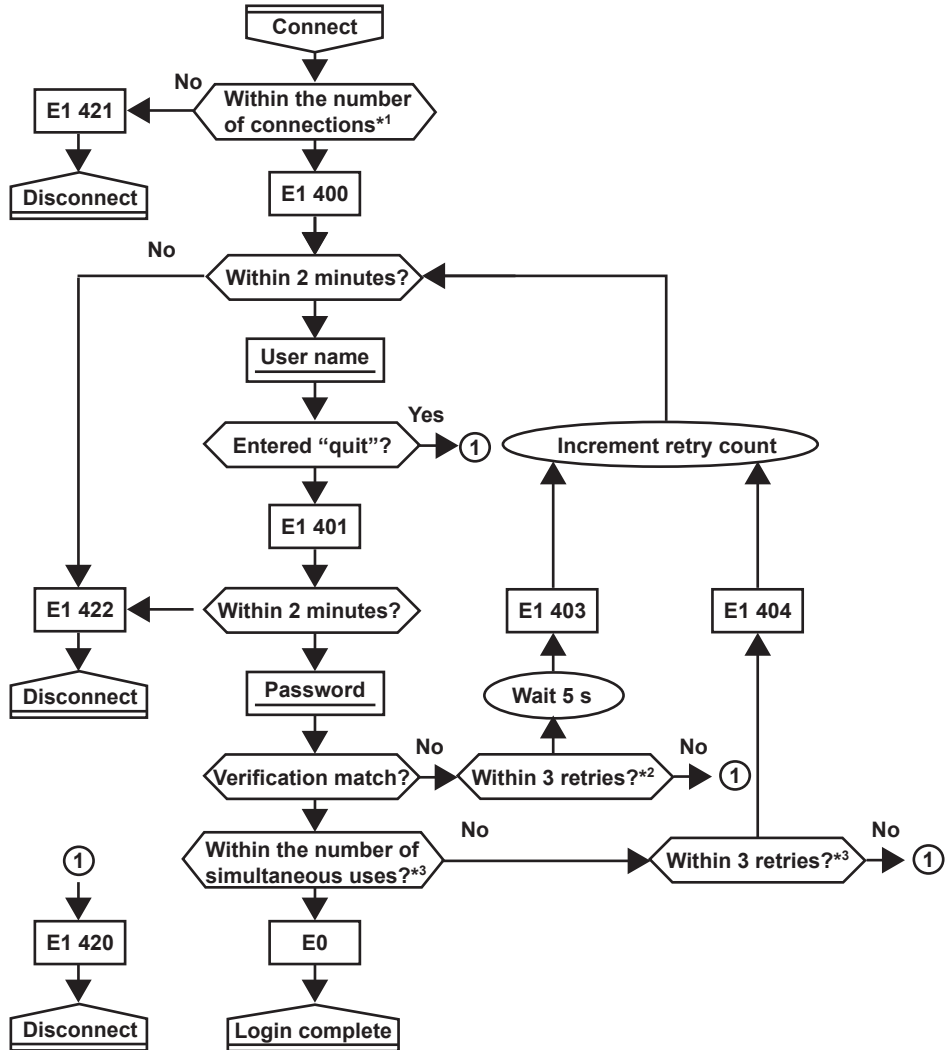 Connect
No
Within the number
of connections*1
E1 421
Disconnect
E1 400
No
Within 2 minutes?
User name
Yes
Entered “quit”?
1
Increment retry count
E1 401
E1 422
Within 2 minutes?
E1 403
E1 404
Disconnect
Password
Wait 5 s
No
Verification match?
Within 3 retries?*2
No
1
Within the number of
simultaneous uses?*3
No
Within 3 retries?*3
No
1
1
E1 420
E0
Disconnect
Login complete